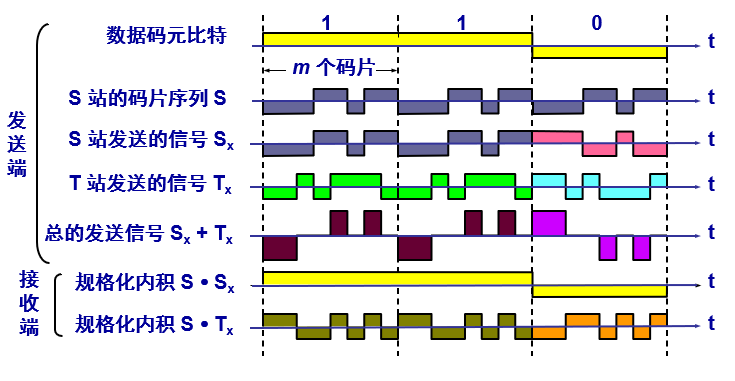 1 1 0
数据码元比特 t
m 个码片
S 站的码片序列 S t
S 站发送的信号 Sx t
T 站发送的信号 Tx t
总的发送信号 Sx + Tx t
规格化内积 S • Sx t
规格化内积 S • Tx t
发送端
接收端